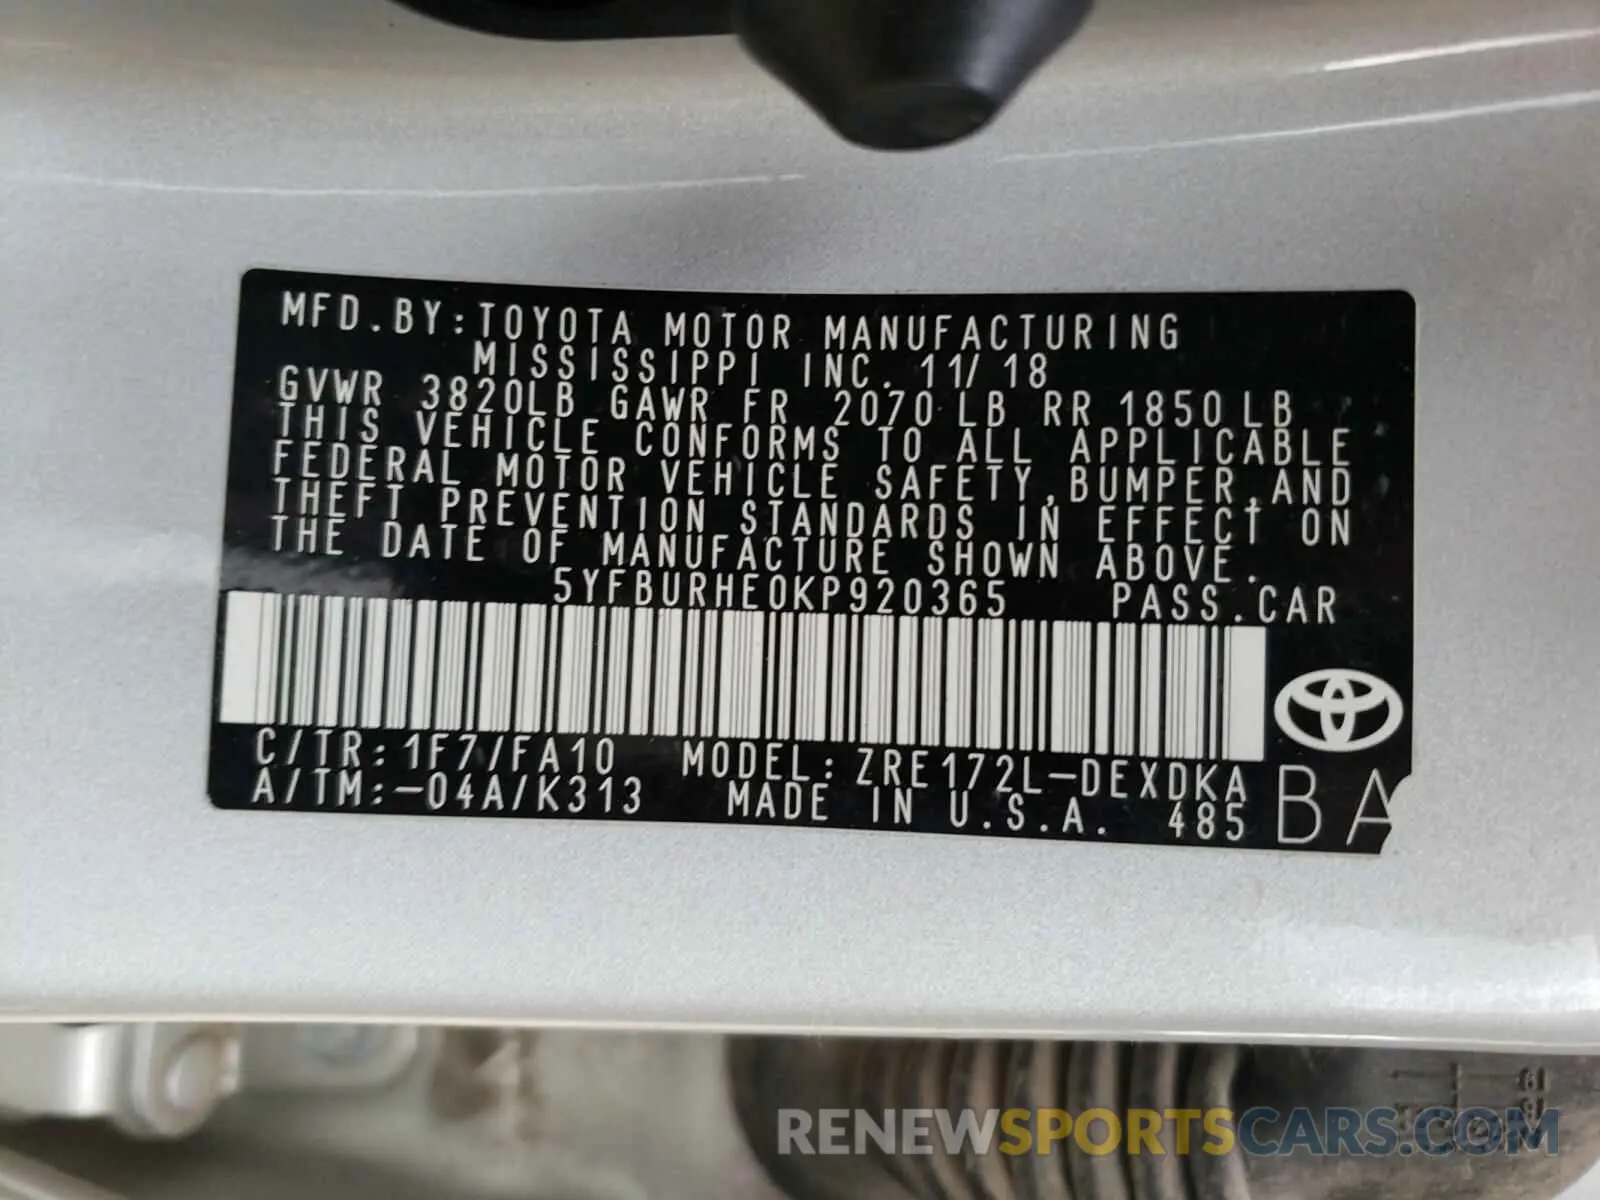 MFD.BY:TOYOTA MOTOR MANUFACTURING
MISSISSIPPI INC. 11/18
GVWR 3820LB GAWR FR 2070 LB RR 1850 LB
THIS VEHICLE CONFORMS TO ALL APPLICABLE
FEDERAL MOTOR VEHICLE SAFETY,BUMPER,AND
THEFT PREVENTION STANDARDS IN EFFECT ON
THE DATE OF MANUFACTURE SHOWN ABOVE.
5YFBURHE0KP920365 PASS.CAR
C/TR:1F7/FA10 MODEL:ZRE172L-DEXDKA
A/TM:-04A/K313 MADE IN U.S.A. 485
BA
RENEWSPORTSCARS.COM